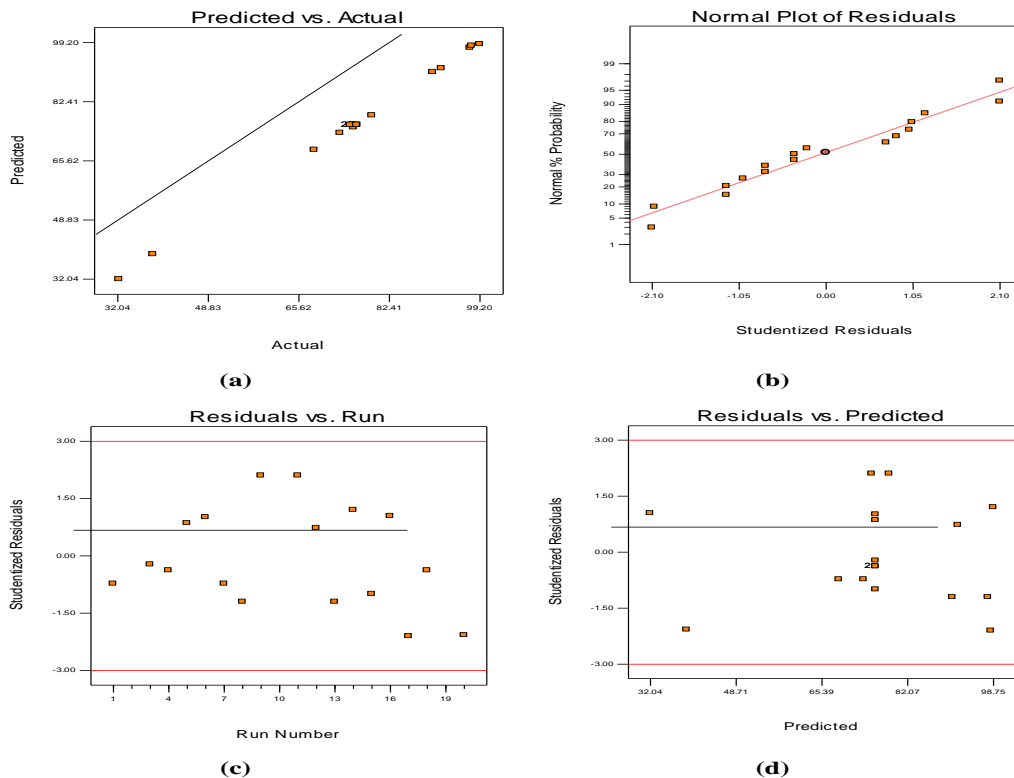 Predicted vs. Actual
Predicted
99.20
82.41
65.62
48.83
32.04
2
32.04 48.83 65.62 82.41 99.20
Actual
(a)
Normal Plot of Residuals
Normal % Probability
99
95
90
80
70
50
30
20
10
5
1
-2.10 -1.05 0.00 1.05 2.10
Studentized Residuals
(b)
Residuals vs. Run
Studentized Residuals
3.00
1.50
0.00
-1.50
-3.00
1 4 7 10 13 16 19
Run Number
(c)
Residuals vs. Predicted
Studentized Residuals
3.00
1.50
0.00
-1.50
-3.00
2
32.04 48.71 65.39 82.07 98.75
Predicted
(d)